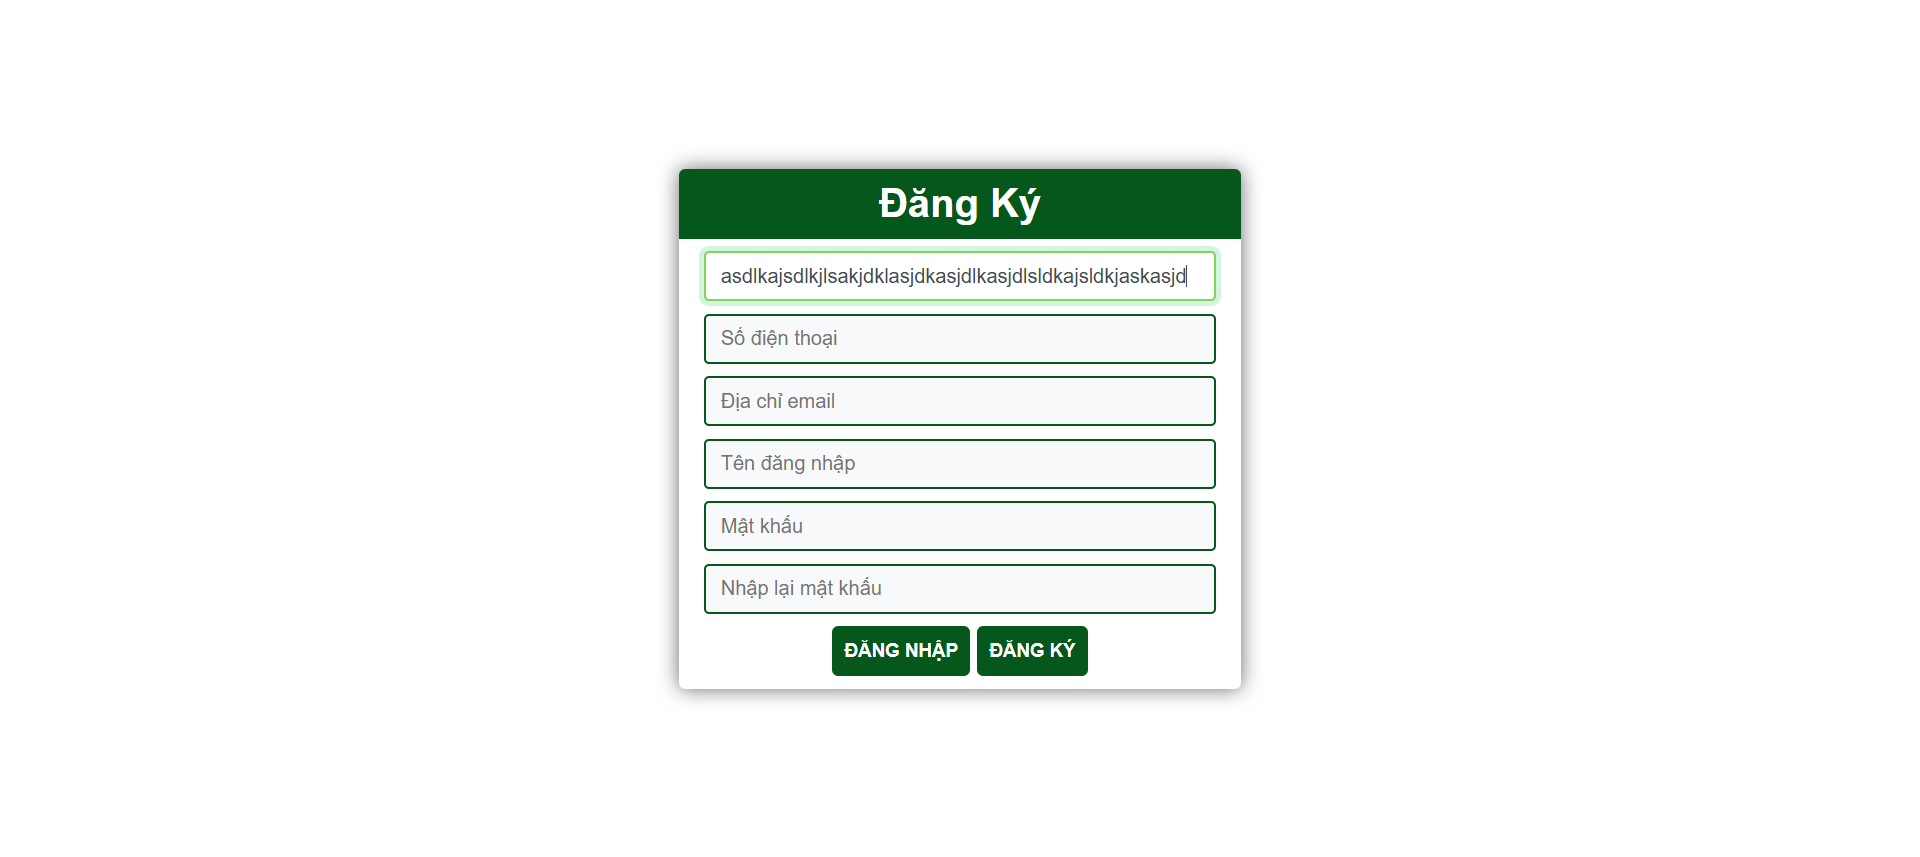 Đăng Ký
asdlkajsdlkjlsakjdklasjdkasjdlkasjdlsldkajsldkjaskasjd
Số điện thoại
Địa chỉ email
Tên đăng nhập
Mật khẩu
Nhập lại mật khẩu
ĐĂNG NHẬP ĐĂNG KÝ